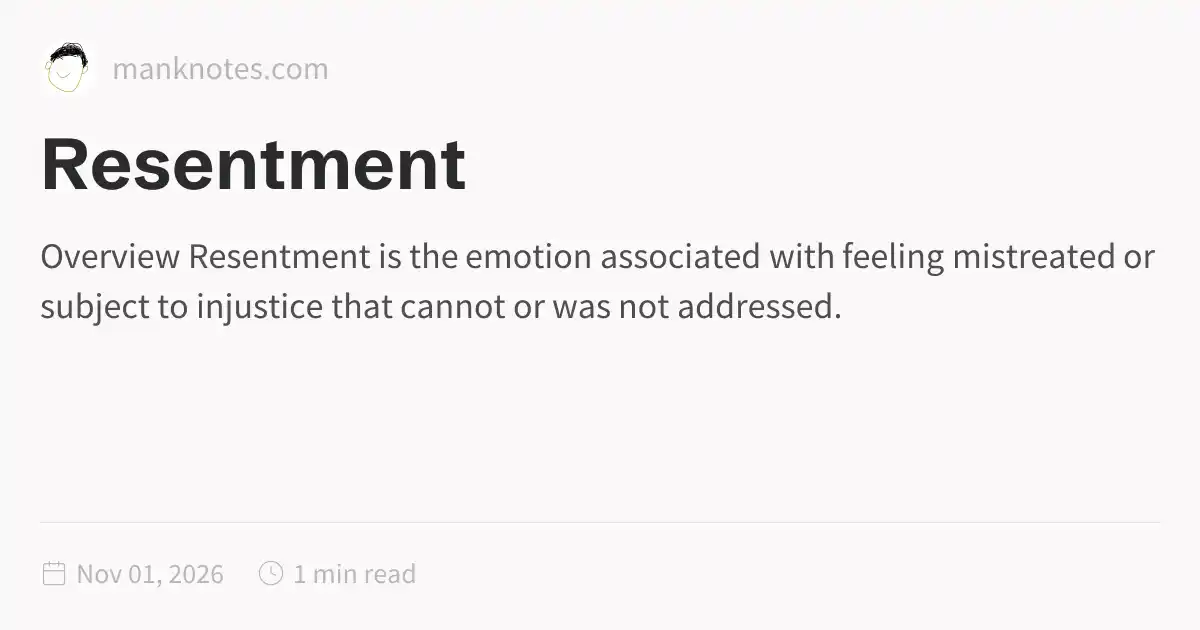 manknotes.com
Resentment
Overview Resentment is the emotion associated with feeling mistreated or
subject to injustice that cannot or was not addressed.
Nov 01, 2026 1 min read